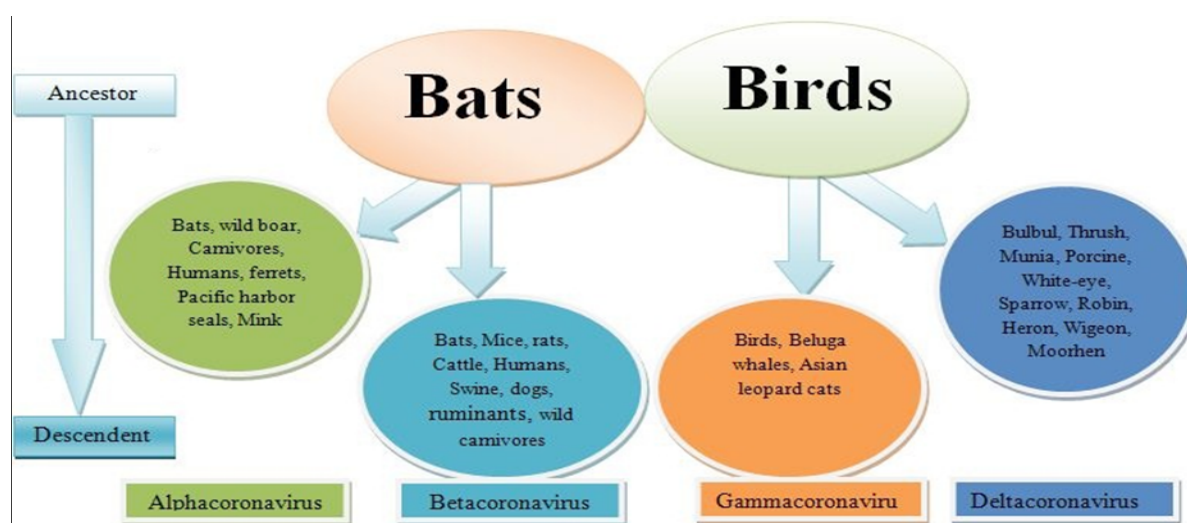 Ancestor
Descendent
Bats
Birds
Bats, wild boar,
Carnivores,
Humans, ferrets,
Pacific harbor
seals, Mink
Bats, Mice, rats,
Cattle, Humans,
Swine, dogs,
ruminants, wild
carnivores
Birds, Beluga
whales, Asian
leopard cats
Bulbul, Thrush,
Munia, Porcine,
White-eye,
Sparrow, Robin,
Heron, Wigeon,
Moorhen
Alphacoronavirus
Betacoronavirus
Gammacoronaviru
Deltacoronavirus